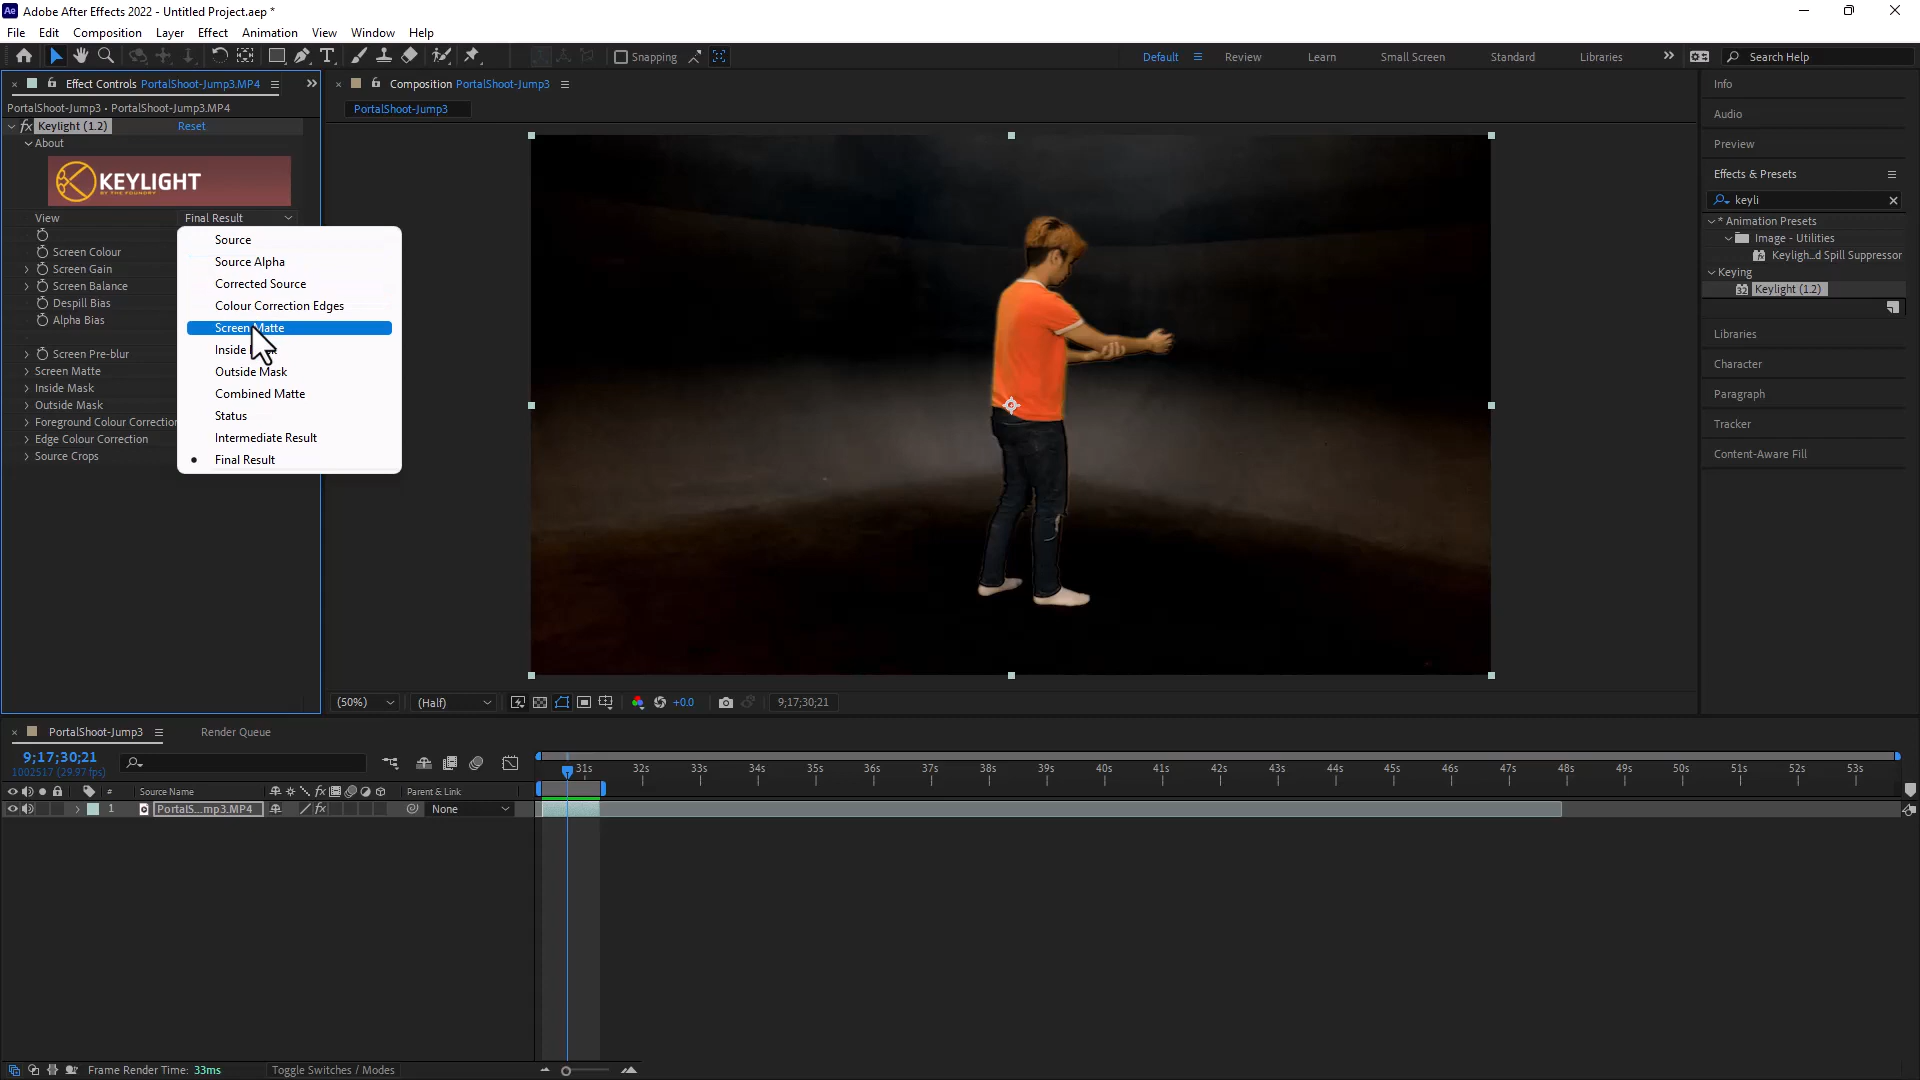 Ae Adobe After Effects 2022 - Untitled Project.aep *
File Edit Composition Layer Effect Animation View Window Help
Snapping
Default Review Learn Small Screen Standard Libraries Search Help
Effect Controls PortalShoot-Jump3.MP4
PortalShoot-Jump3 • PortalShoot-Jump3.MP4
fx Keylight (1.2) Reset
About
KEYLIGHT
BY THE FOUNDRY
View Final Result
Screen Colour
Screen Gain
Screen Balance
Despill Bias
Alpha Bias
Screen Pre-blur
Screen Matte
Inside Mask
Outside Mask
Foreground Colour Correction
Edge Colour Correction
Source Crops
Source
Source Alpha
Corrected Source
Colour Correction Edges
Screen Matte
Inside
Outside Mask
Combined Matte
Status
Intermediate Result
Final Result
Composition PortalShoot-Jump3
PortalShoot-Jump3
(50%) (Half) +0.0 9;17;30;21
Info
Audio
Preview
Effects & Presets
keyli
* Animation Presets
Image - Utilities
Keyligh...d Spill Suppressor
Keying
32 Keylight (1.2)
Libraries
Character
Paragraph
Tracker
Content-Aware Fill
PortalShoot-Jump3 Render Queue
9;17;30;21
1002517 (29.97 fps)
# Source Name fx Parent & Link
1 PortalS...mp3.MP4 fx None
31s 32s 33s 34s 35s 36s 37s 38s 39s 40s 41s 42s 43s 44s 45s 46s 47s 48s 49s 50s 51s 52s 53s
Frame Render Time: 33ms Toggle Switches / Modes